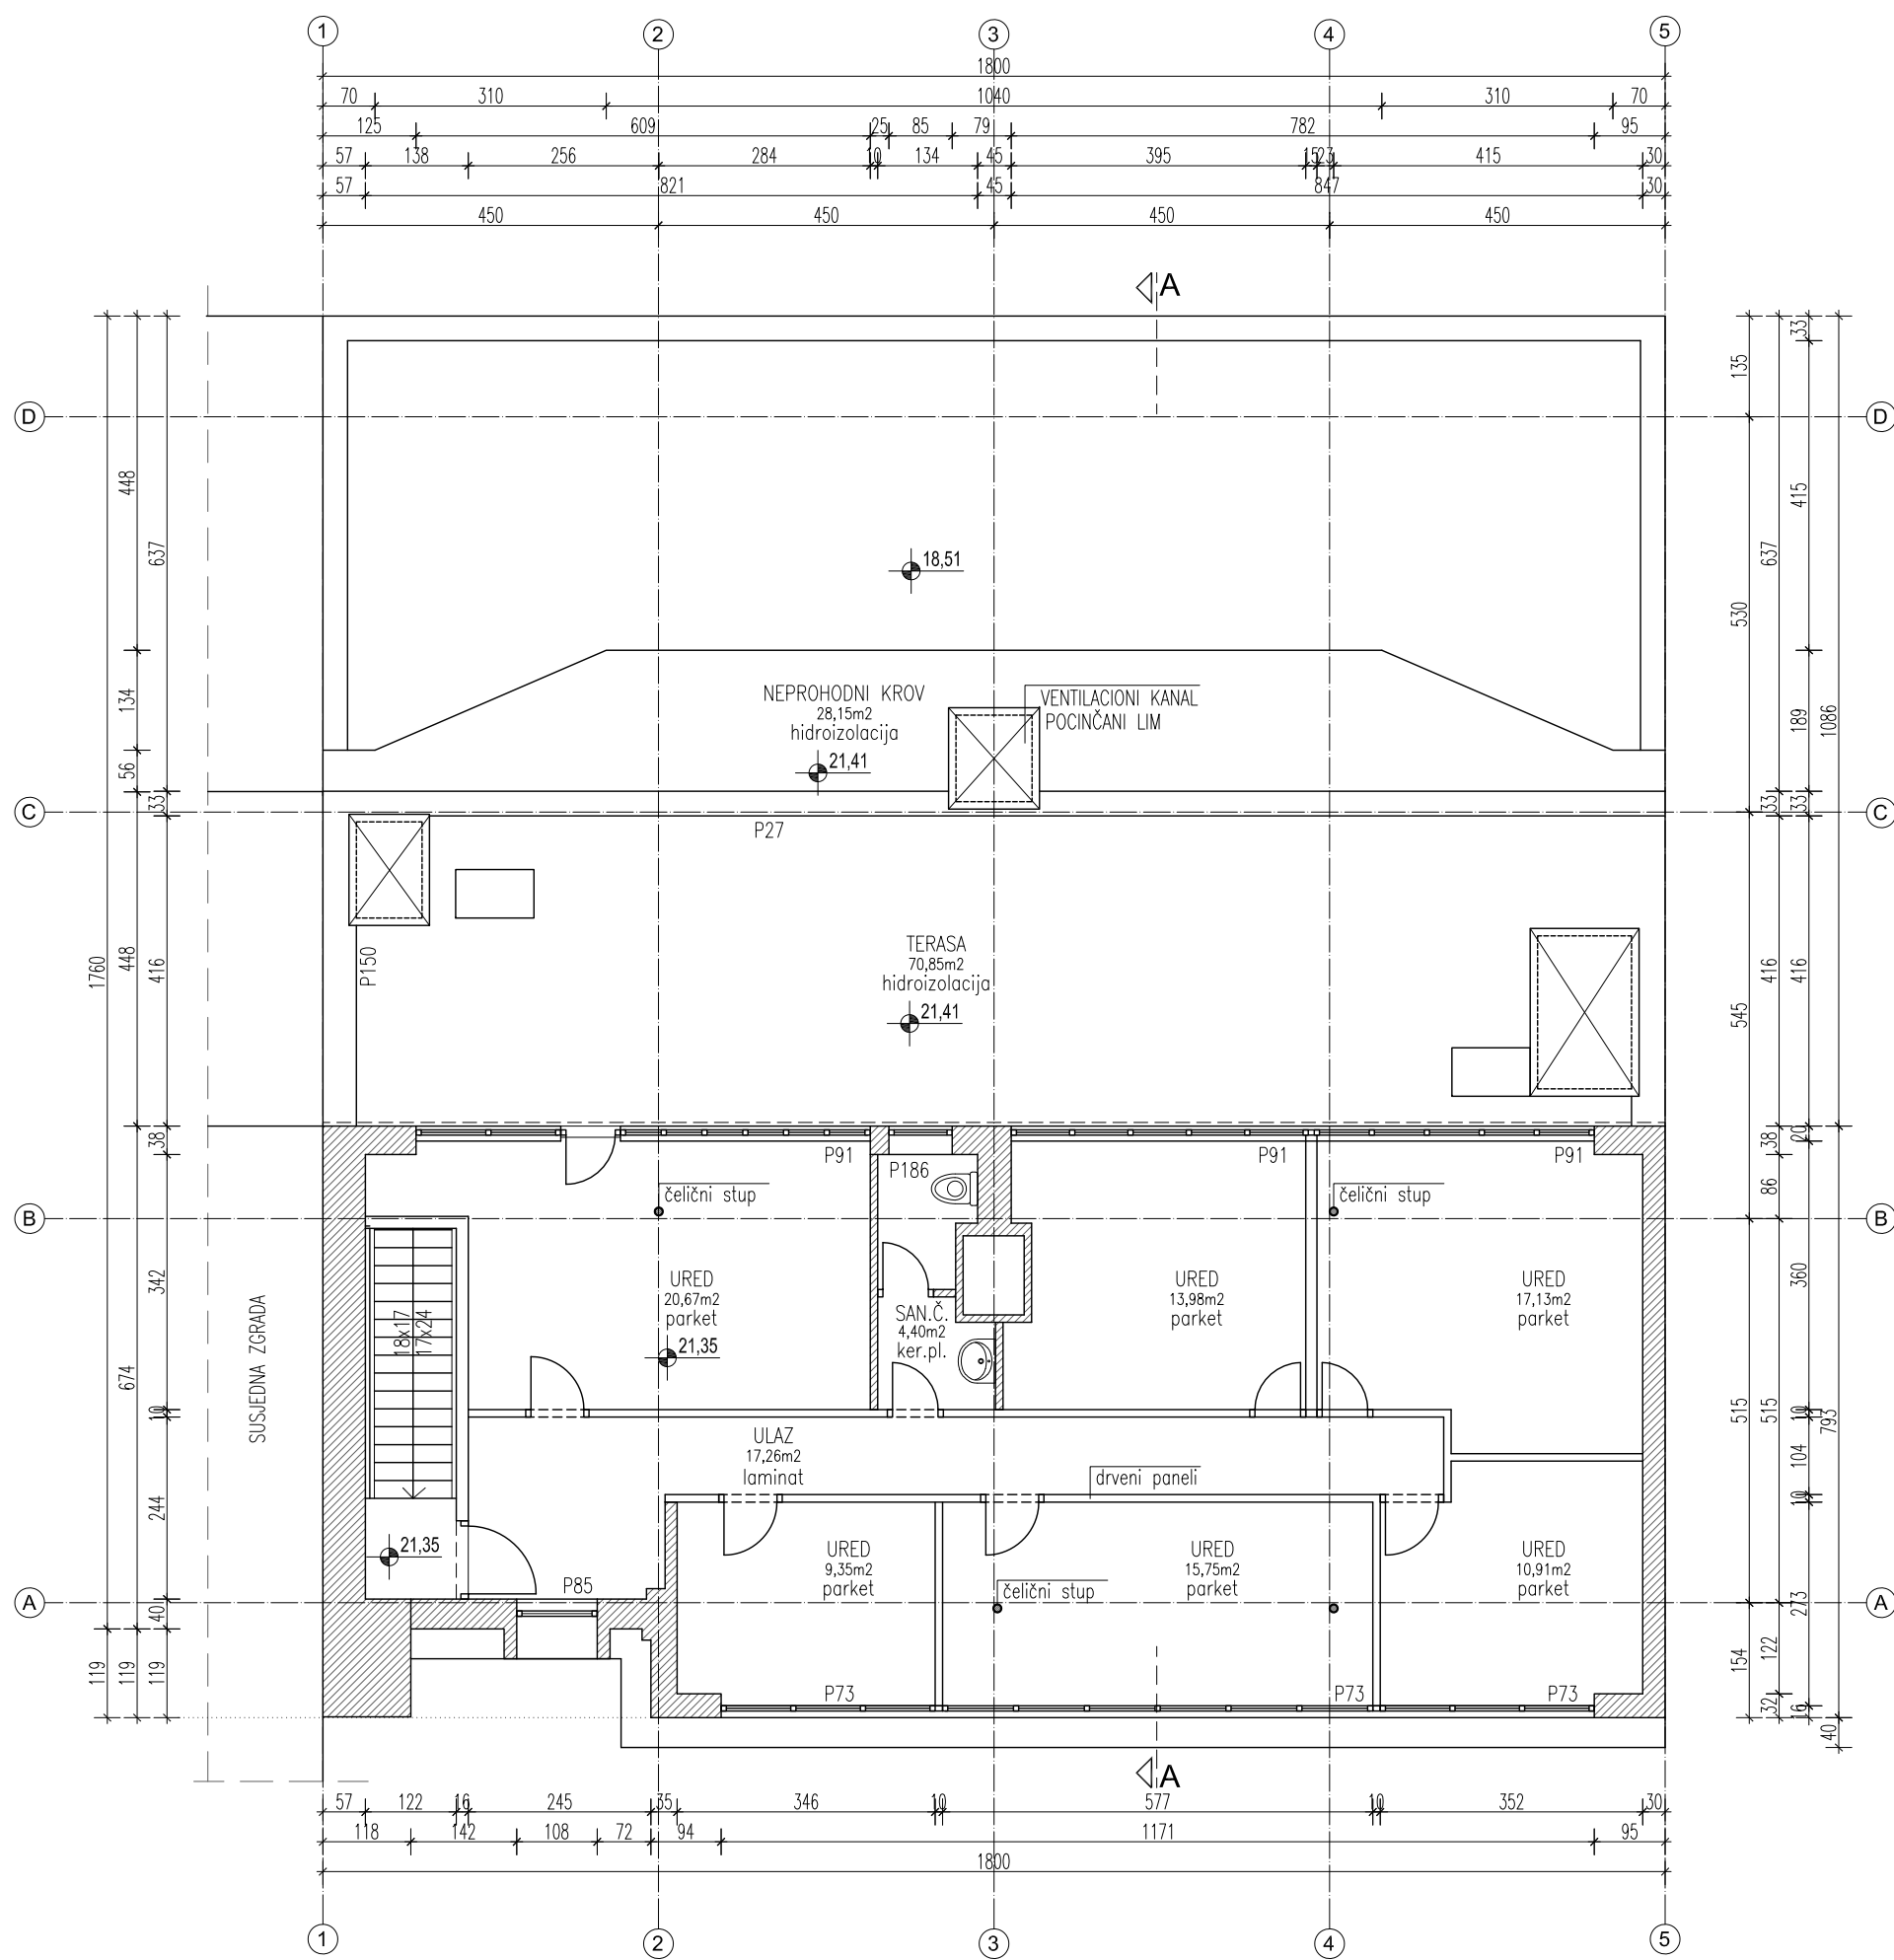 1 2 3 4 5
1800
70 310 1040 310 70
125 609 25 85 79 782 95
57 138 256 284 10 134 45 395 15 23 415 30
57 821 45 847 30
450 450 450 450
A
D D
18,51
NEPROHODNI KROV
28,15m2
hidroizolacija
21,41
VENTILACIONI KANAL
POCINČANI LIM
C C
P27
P150
TERASA
70,85m2
hidroizolacija
21,41
P91
P186
P91
P91
čelični stup
čelični stup
B B
URED
20,67m2
parket
21,35
SAN.Č.
4,40m2
ker.pl.
URED
13,98m2
parket
URED
17,13m2
parket
18x17
17x24
SUSJEDNA ZGRADA
ULAZ
17,26m2
laminat
drveni paneli
21,35
P85
URED
9,35m2
parket
čelični stup
URED
15,75m2
parket
URED
10,91m2
parket
A A
P73
P73
P73
A
1760 119
448 134 56 448 674 119
637 33 416 38 342 10 244 40 119
135 530 545 515 154
637 33 416 38 86 515 122 32
33 415 189 33 416 20 360 10 104 10 273 16
1086 793 40
57 122 16 245 35 346 10 577 10 352 30
118 142 108 72 94 1171 95
1800
1 2 3 4 5